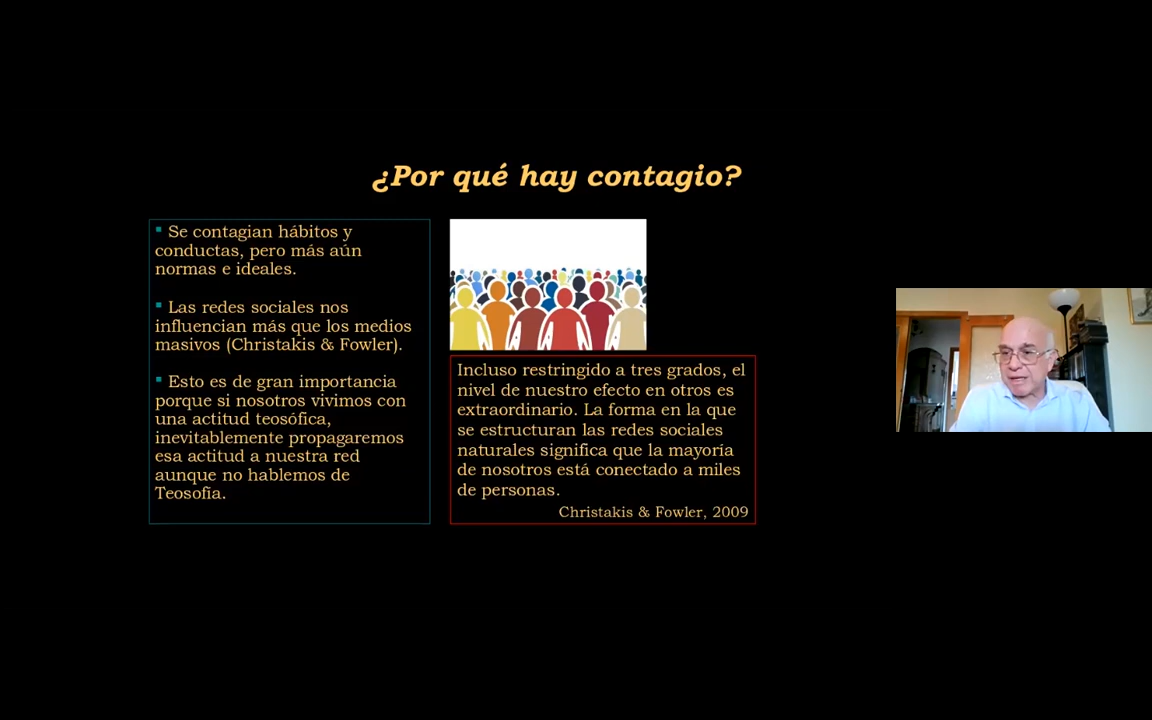 ¿Por qué hay contagio?
▪ Se contagian hábitos y
conductas, pero más aún
normas e ideales.
▪ Las redes sociales nos
influencian más que los medios
masivos (Christakis & Fowler).
▪ Esto es de gran importancia
porque si nosotros vivimos con
una actitud teosófica,
inevitablemente propagaremos
esa actitud a nuestra red
aunque no hablemos de
Teosofía.
Incluso restringido a tres grados, el
nivel de nuestro efecto en otros es
extraordinario. La forma en la que
se estructuran las redes sociales
naturales significa que la mayoría
de nosotros está conectado a miles
de personas.
Christakis & Fowler, 2009